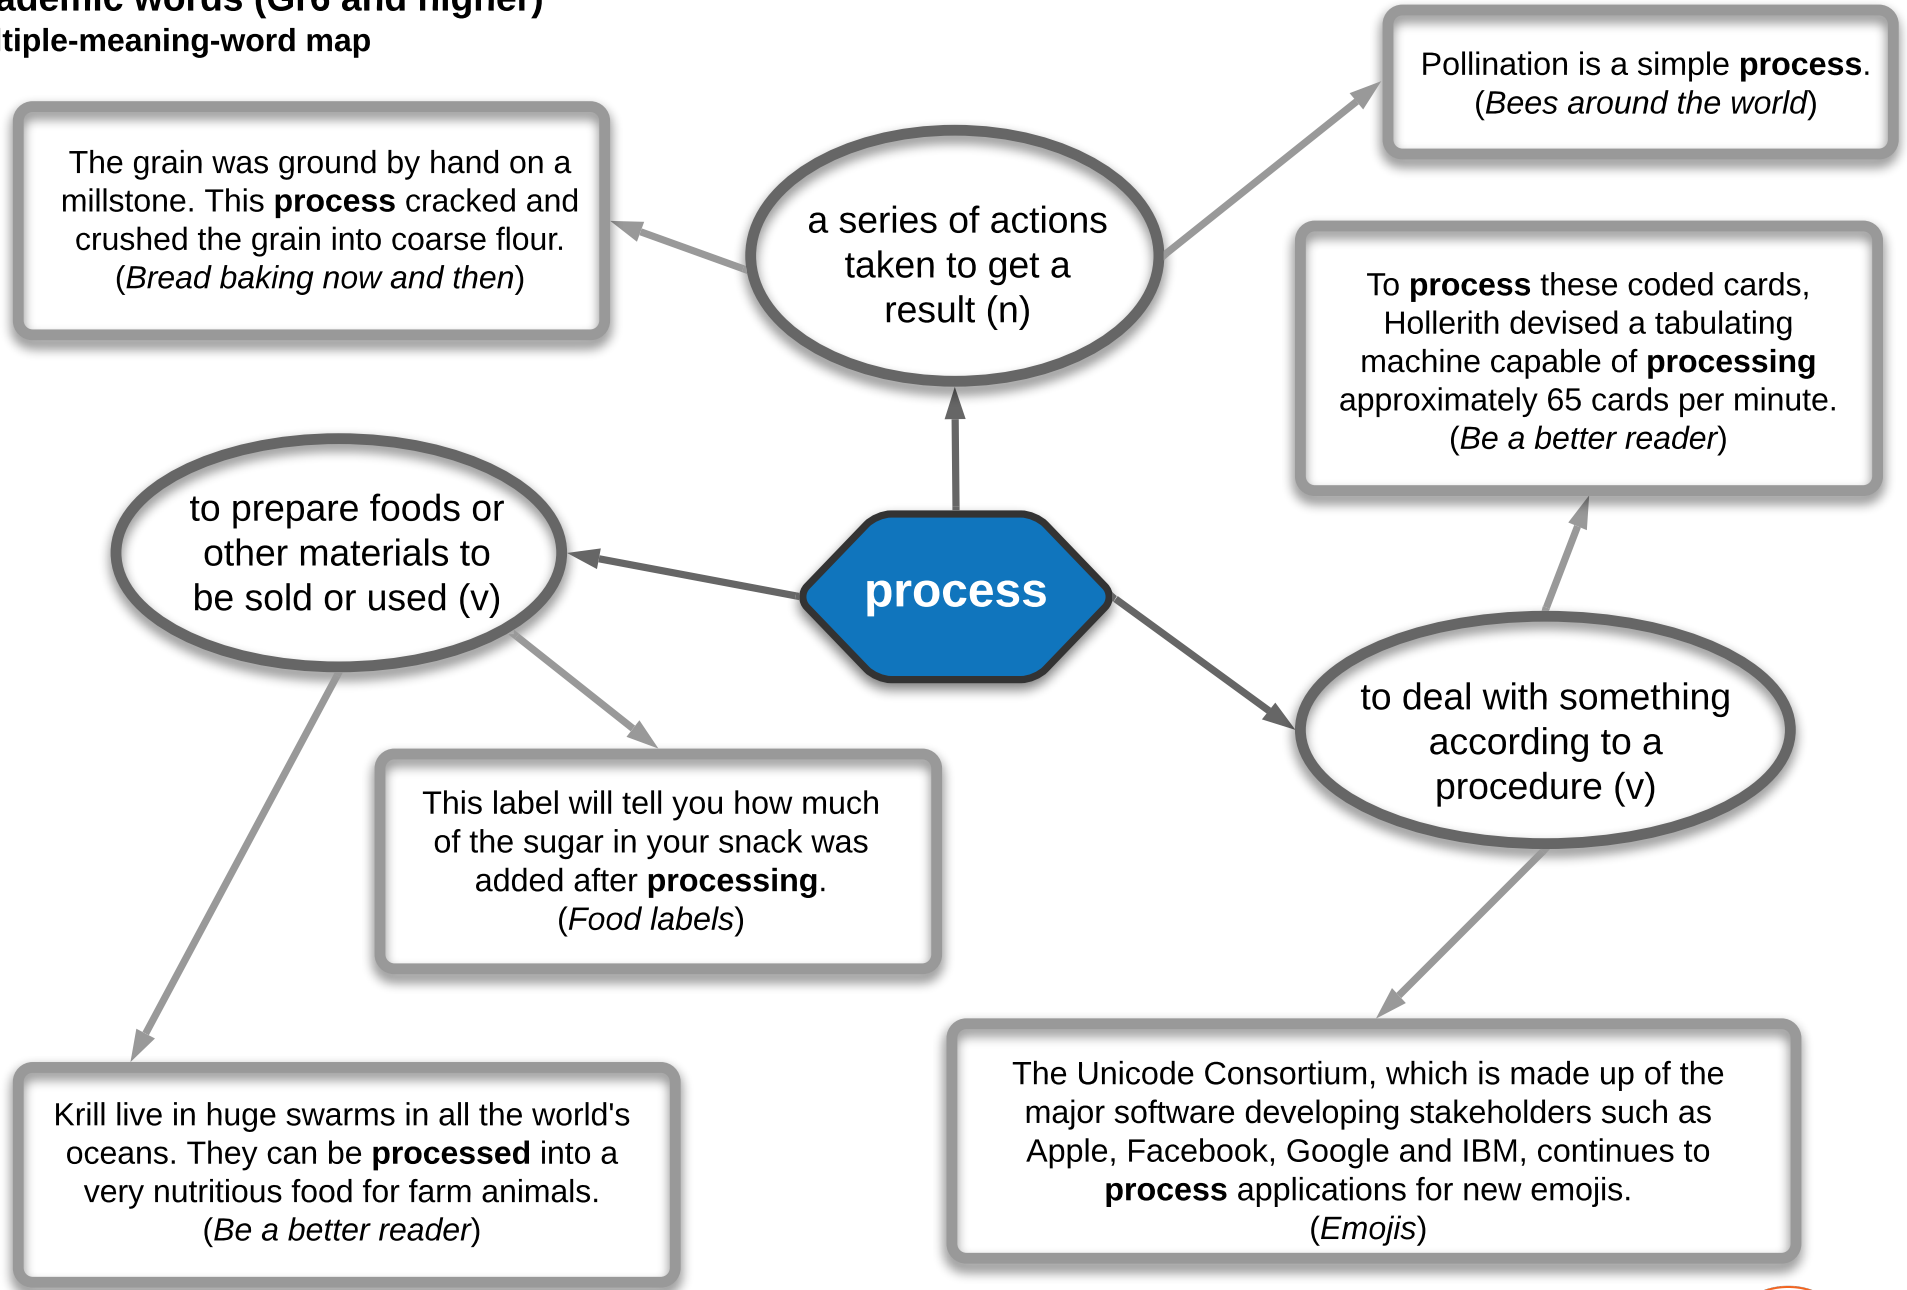 words (Gr6 and higher)
-meaning-word map
Pollination is a simple process.
(Bees around the world)
The grain was ground by hand on a
millstone. This process cracked and
crushed the grain into coarse flour.
(Bread baking now and then)
a series of actions
taken to get a
result (n)
To process these coded cards,
Hollerith devised a tabulating
machine capable of processing
approximately 65 cards per minute.
(Be a better reader)
to prepare foods or
other materials to
be sold or used (v)
process
to deal with something
according to a
procedure (v)
This label will tell you how much
of the sugar in your snack was
added after processing.
(Food labels)
Krill live in huge swarms in all the world's
oceans. They can be processed into a
very nutritious food for farm animals.
(Be a better reader)
The Unicode Consortium, which is made up of the
major software developing stakeholders such as
Apple, Facebook, Google and IBM, continues to
process applications for new emojis.
(Emojis)